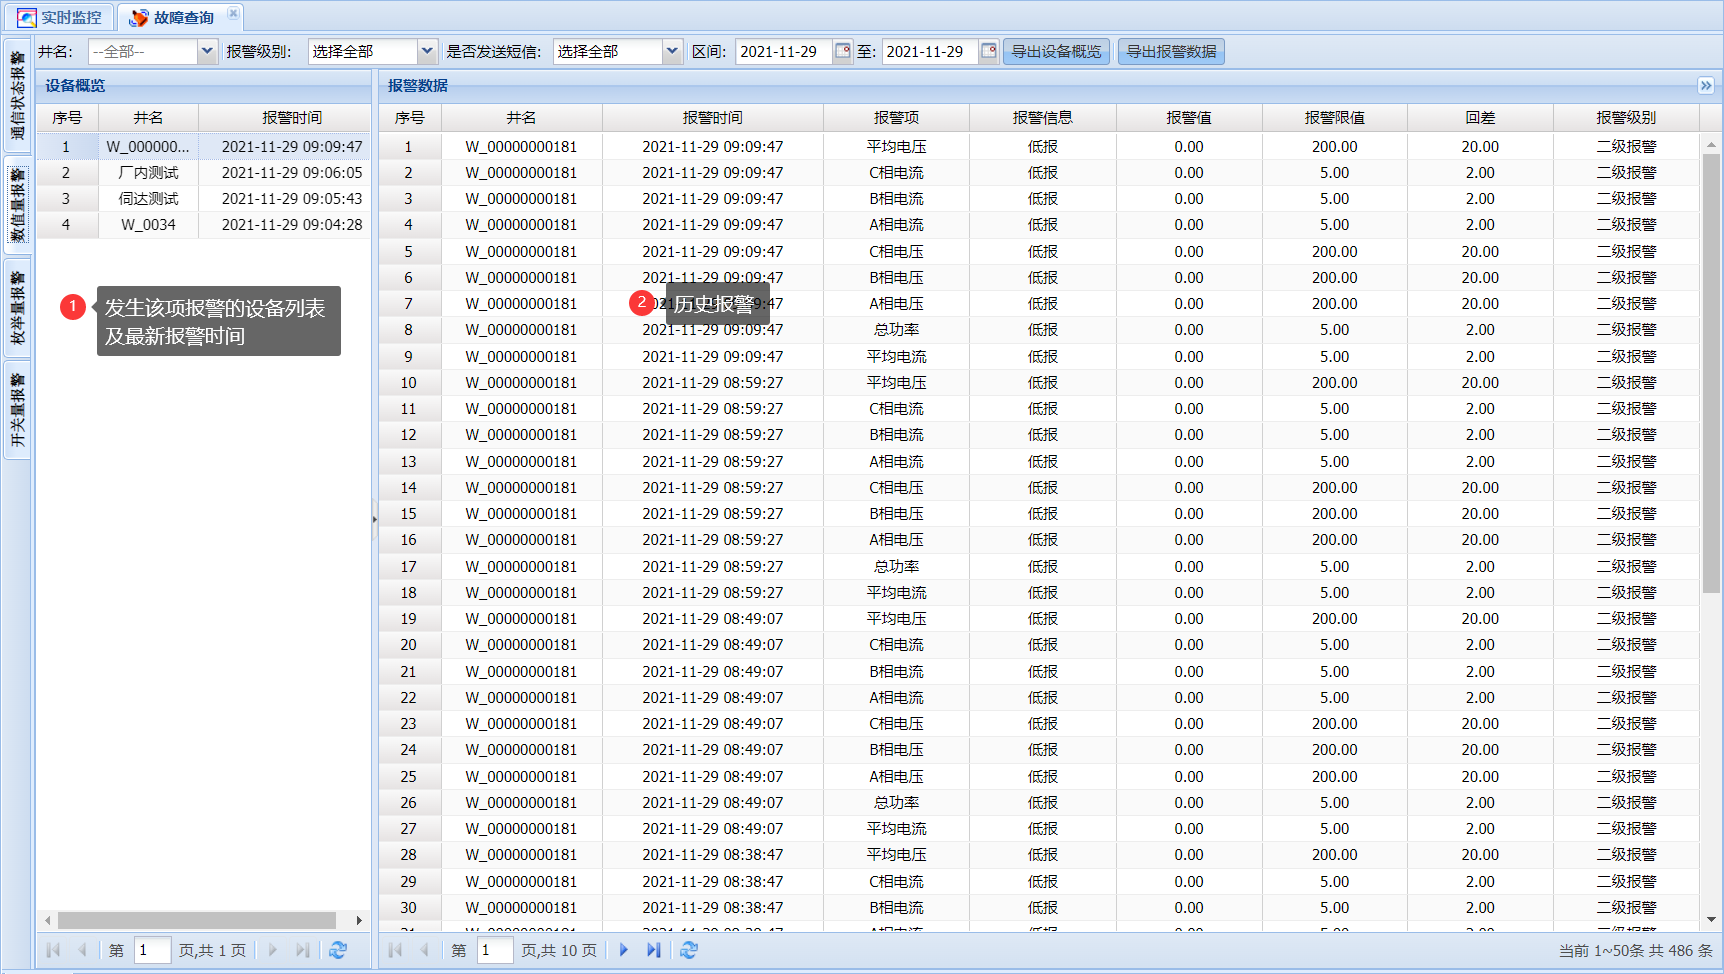 实时监控 故障查询
井名: --全部-- 报警级别: 选择全部 是否发送短信: 选择全部 区间: 2021-11-29 至: 2021-11-29 导出设备概览 导出报警数据
通信状态报警
数值量报警
枚举量报警
开关量报警
设备概览
序号 井名 报警时间
1 W_000000... 2021-11-29 09:09:47
2 厂内测试 2021-11-29 09:06:05
3 伺达测试 2021-11-29 09:05:43
4 W_0034 2021-11-29 09:04:28
1 发生该项报警的设备列表
及最新报警时间
第 1 页,共 1 页
报警数据
序号 井名 报警时间 报警项 报警信息 报警值 报警限值 回差 报警级别
1 W_00000000181 2021-11-29 09:09:47 平均电压 低报 0.00 200.00 20.00 二级报警
2 W_00000000181 2021-11-29 09:09:47 C相电流 低报 0.00 5.00 2.00 二级报警
3 W_00000000181 2021-11-29 09:09:47 B相电流 低报 0.00 5.00 2.00 二级报警
4 W_00000000181 2021-11-29 09:09:47 A相电流 低报 0.00 5.00 2.00 二级报警
5 W_00000000181 2021-11-29 09:09:47 C相电压 低报 0.00 200.00 20.00 二级报警
6 W_00000000181 2021-11-29 09:09:47 B相电压 低报 0.00 200.00 20.00 二级报警
7 W_00000000181 2021-11-29 09:09:47 A相电压 低报 0.00 200.00 20.00 二级报警
2 历史报警
8 W_00000000181 2021-11-29 09:09:47 总功率 低报 0.00 5.00 2.00 二级报警
9 W_00000000181 2021-11-29 09:09:47 平均电流 低报 0.00 5.00 2.00 二级报警
10 W_00000000181 2021-11-29 08:59:27 平均电压 低报 0.00 200.00 20.00 二级报警
11 W_00000000181 2021-11-29 08:59:27 C相电流 低报 0.00 5.00 2.00 二级报警
12 W_00000000181 2021-11-29 08:59:27 B相电流 低报 0.00 5.00 2.00 二级报警
13 W_00000000181 2021-11-29 08:59:27 A相电流 低报 0.00 5.00 2.00 二级报警
14 W_00000000181 2021-11-29 08:59:27 C相电压 低报 0.00 200.00 20.00 二级报警
15 W_00000000181 2021-11-29 08:59:27 B相电压 低报 0.00 200.00 20.00 二级报警
16 W_00000000181 2021-11-29 08:59:27 A相电压 低报 0.00 200.00 20.00 二级报警
17 W_00000000181 2021-11-29 08:59:27 总功率 低报 0.00 5.00 2.00 二级报警
18 W_00000000181 2021-11-29 08:59:27 平均电流 低报 0.00 5.00 2.00 二级报警
19 W_00000000181 2021-11-29 08:49:07 平均电压 低报 0.00 200.00 20.00 二级报警
20 W_00000000181 2021-11-29 08:49:07 C相电流 低报 0.00 5.00 2.00 二级报警
21 W_00000000181 2021-11-29 08:49:07 B相电流 低报 0.00 5.00 2.00 二级报警
22 W_00000000181 2021-11-29 08:49:07 A相电流 低报 0.00 5.00 2.00 二级报警
23 W_00000000181 2021-11-29 08:49:07 C相电压 低报 0.00 200.00 20.00 二级报警
24 W_00000000181 2021-11-29 08:49:07 B相电压 低报 0.00 200.00 20.00 二级报警
25 W_00000000181 2021-11-29 08:49:07 A相电压 低报 0.00 200.00 20.00 二级报警
26 W_00000000181 2021-11-29 08:49:07 总功率 低报 0.00 5.00 2.00 二级报警
27 W_00000000181 2021-11-29 08:49:07 平均电流 低报 0.00 5.00 2.00 二级报警
28 W_00000000181 2021-11-29 08:38:47 平均电压 低报 0.00 200.00 20.00 二级报警
29 W_00000000181 2021-11-29 08:38:47 C相电流 低报 0.00 5.00 2.00 二级报警
30 W_00000000181 2021-11-29 08:38:47 B相电流 低报 0.00 5.00 2.00 二级报警
第 1 页,共 10 页 当前 1~50条 共 486 条